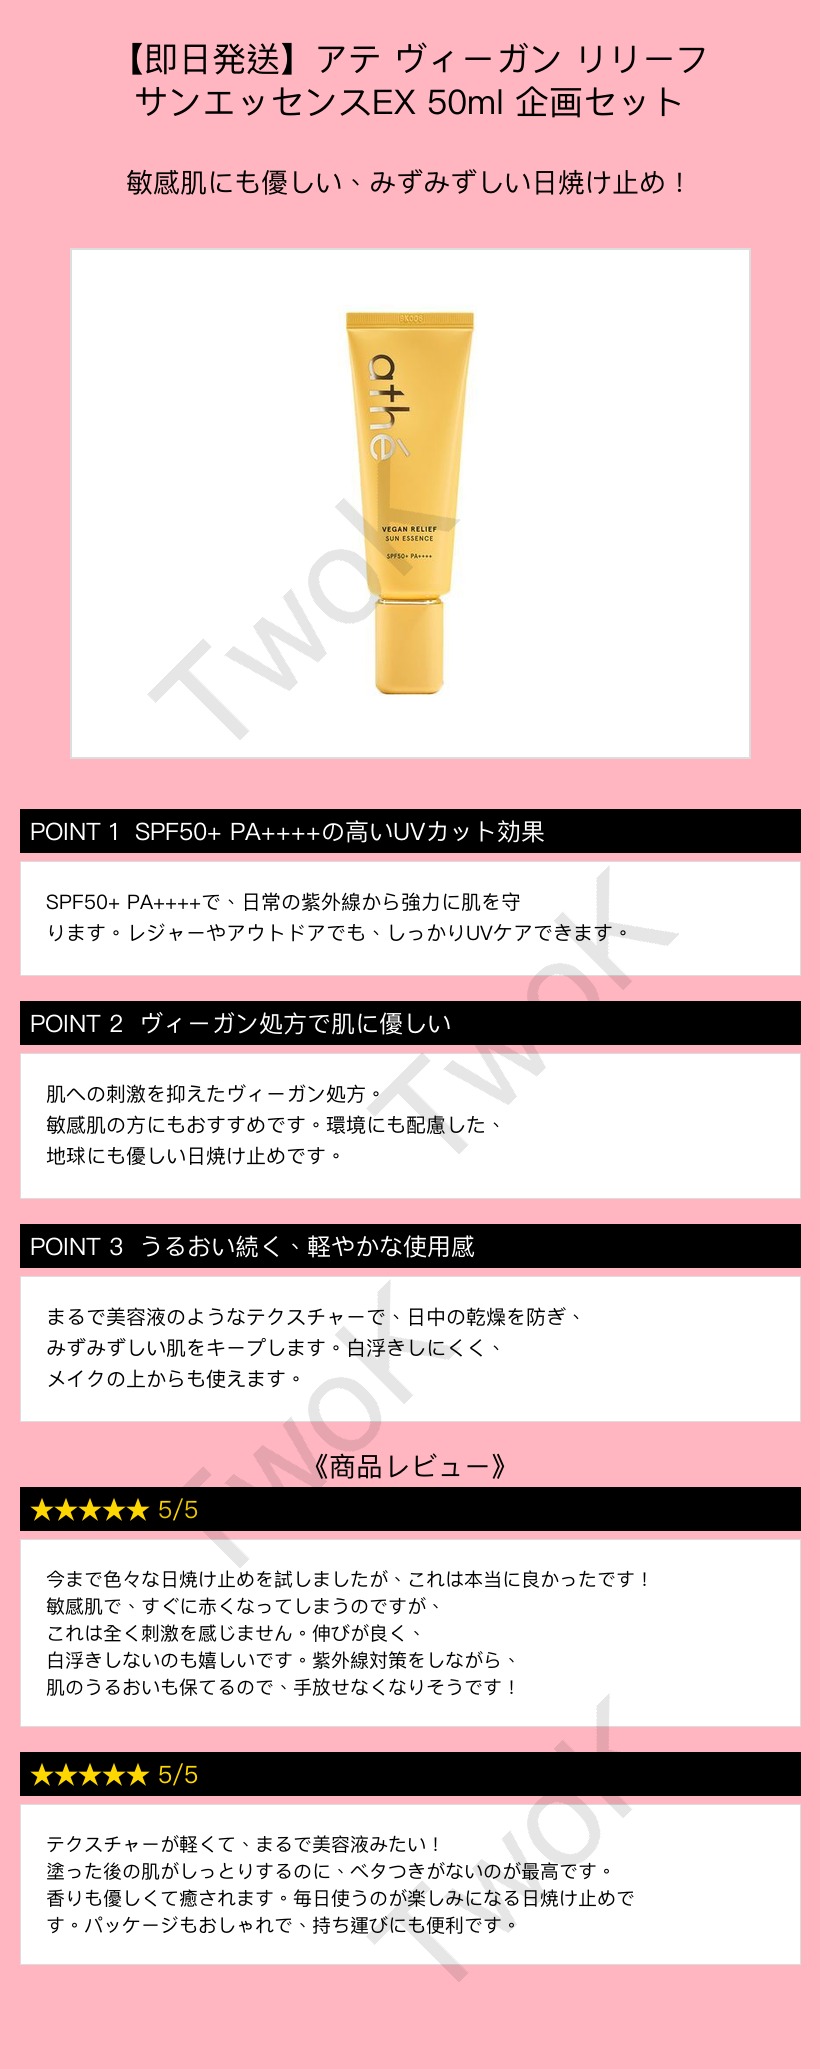 【即日発送】アテ ヴィーガン リリーフ
サンエッセンスEX 50ml 企画セット
敏感肌にも優しい、みずみずしい日焼け止め！
athé
VEGAN RELIEF
SUN ESSENCE
SPF50+ PA++++
TwoK
POINT 1 SPF50+ PA++++の高いUVカット効果
SPF50+ PA++++で、日常の紫外線から強力に肌を守
ります。レジャーやアウトドアでも、しっかりUVケアできます。
TwoK
POINT 2 ヴィーガン処方で肌に優しい
肌への刺激を抑えたヴィーガン処方。
敏感肌の方にもおすすめです。環境にも配慮した、
地球にも優しい日焼け止めです。
POINT 3 うるおい続く、軽やかな使用感
まるで美容液のようなテクスチャーで、日中の乾燥を防ぎ、
みずみずしい肌をキープします。白浮きしにくく、
メイクの上からも使えます。
TwoK
《商品レビュー》
★★★★★ 5/5
今まで色々な日焼け止めを試しましたが、これは本当に良かったです！
敏感肌で、すぐに赤くなってしまうのですが、
これは全く刺激を感じません。伸びが良く、
白浮きしないのも嬉しいです。紫外線対策をしながら、
肌のうるおいも保てるので、手放せなくなりそうです！
★★★★★ 5/5
テクスチャーが軽くて、まるで美容液みたい！
塗った後の肌がしっとりするのに、ベタつきがないのが最高です。
香りも優しくて癒されます。毎日使うのが楽しみになる日焼け止めで
す。パッケージもおしゃれで、持ち運びにも便利です。
TwoK